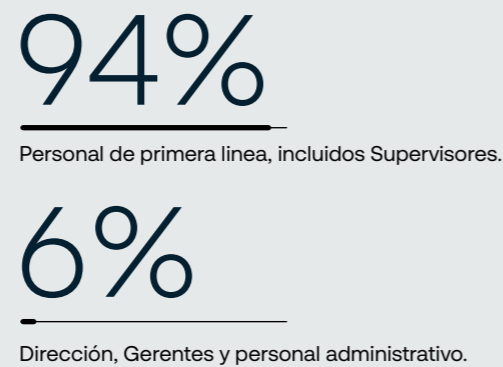 94%
Personal de primera linea, incluidos Supervisores.
6%
Dirección, Gerentes y personal administrativo.